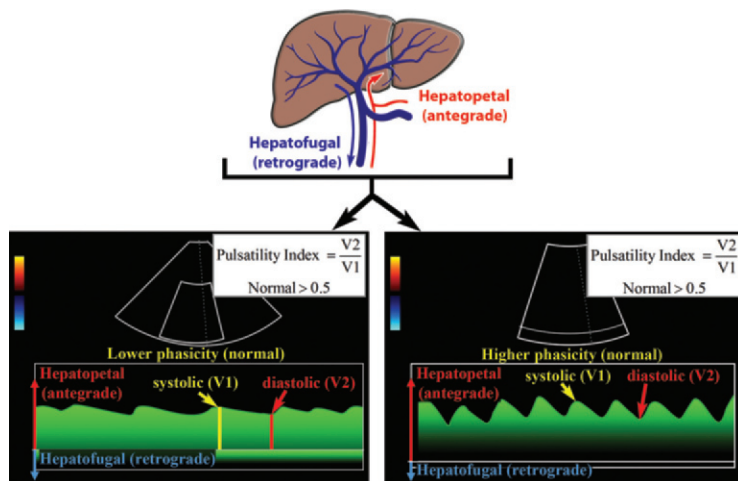 Hepatopetal
(antegrade)
Hepatofugal
(retrograde)
Pulsatility Index = V2
V1
Normal > 0.5
Lower phasicity (normal)
Hepatopetal
(antegrade)
systolic (V1)
diastolic (V2)
Hepatofugal (retrograde)
Pulsatility Index = V2
V1
Normal > 0.5
Higher phasicity (normal)
Hepatopetal
(antegrade)
systolic (V1)
diastolic (V2)
Hepatofugal (retrograde)